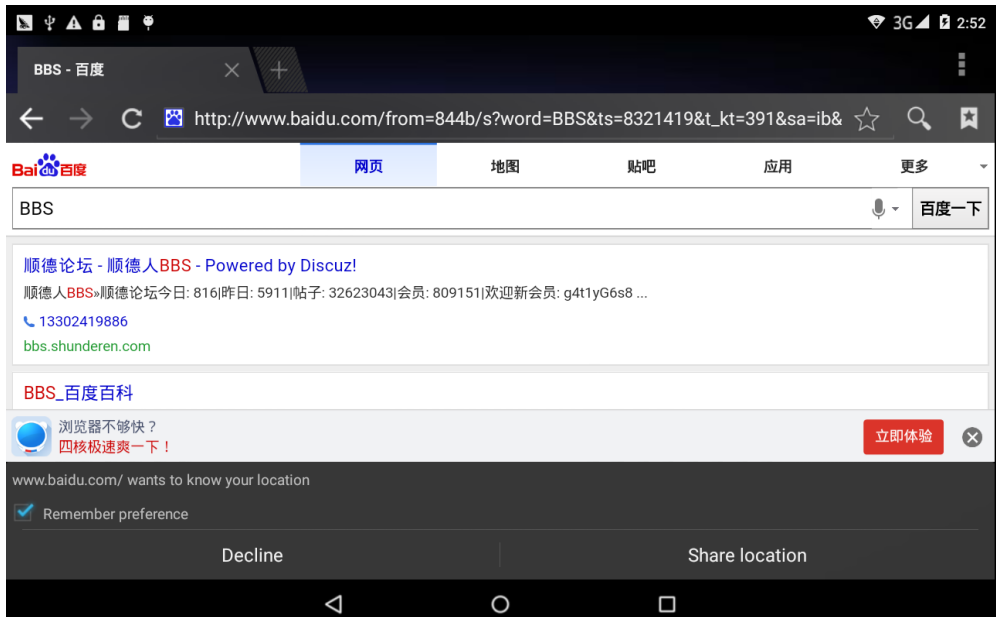 3G 2:52
BBS - 百度
http://www.baidu.com/from=844b/s?word=BBS&ts=8321419&t_kt=391&sa=ib&
Bai du 百度 网页 地图 贴吧 应用 更多
BBS 百度一下
顺德论坛 - 顺德人BBS - Powered by Discuz!
顺德人BBS»顺德论坛今日: 816|昨日: 5911|帖子: 32623043|会员: 809151|欢迎新会员: g4t1yG6s8 ...
13302419886
bbs.shunderen.com
BBS_百度百科
浏览器不够快？
四核极速爽一下！
立即体验
www.baidu.com/ wants to know your location
Remember preference
Decline Share location